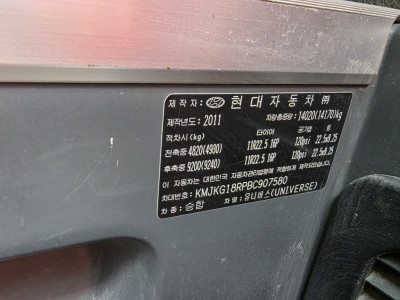 제작자: 현대자동차 ㈜
제작년도: 2011 차량총중량: 14020(14170)kg
적차시(kg) 타이어 공기압 림
전축중 4820(4980) 11R22.5 16P 120psi 22.5x8.25
후축중 9200(9240) 11R22.5 16P 120psi 22.5x8.25
이 자동차는 대한민국 자동차관리법령에 적합하게 제작되었습니다.
차대번호: KMJKG18RPBC907580
차종: 승합 차명: 유니버스(UNIVERSE)